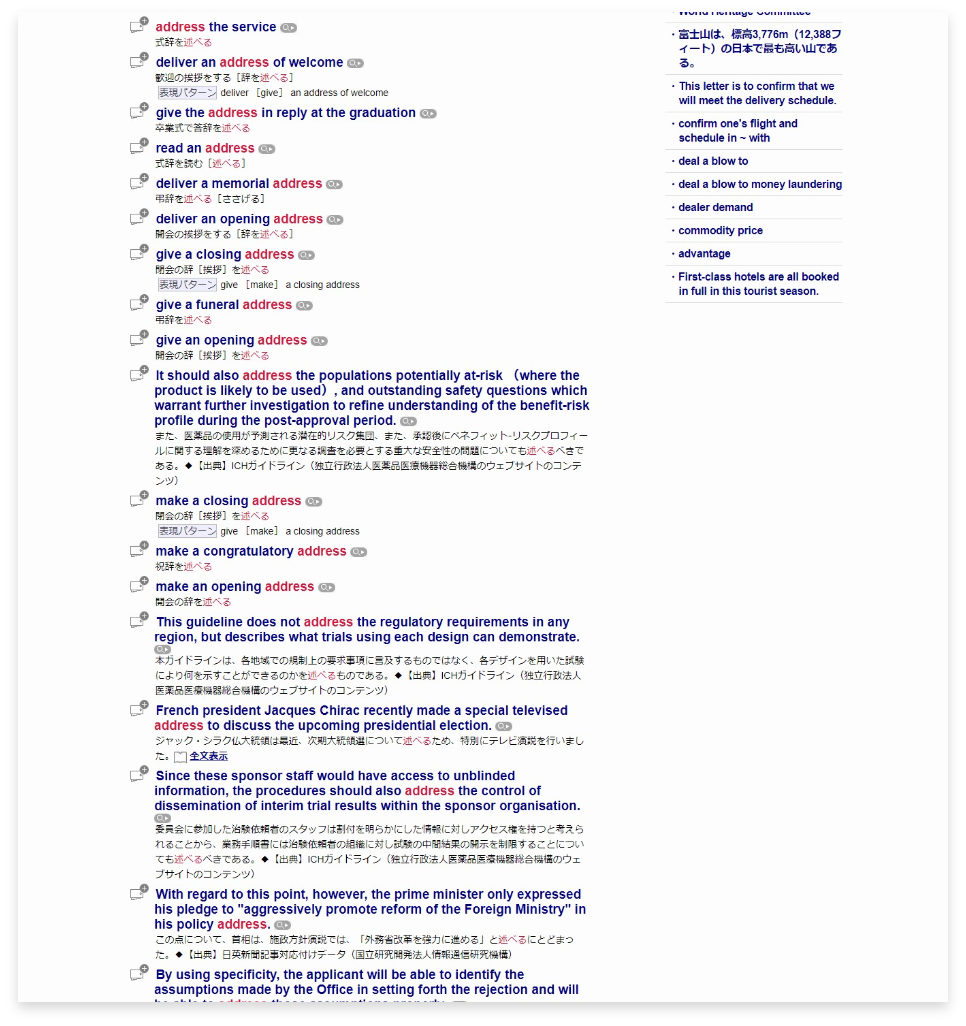 address the service
式辞を述べる
deliver an address of welcome
歓迎の挨拶をする［辞を述べる］
表現パターン deliver ［give］ an address of welcome
give the address in reply at the graduation
卒業式で答辞を述べる
read an address
式辞を読む［述べる］
deliver a memorial address
弔辞を述べる［ささげる］
deliver an opening address
開会の挨拶をする［辞を述べる］
give a closing address
閉会の辞［挨拶］を述べる
表現パターン give ［make］ a closing address
give a funeral address
弔辞を述べる
give an opening address
開会の辞［挨拶］を述べる
It should also address the populations potentially at-risk （where the
product is likely to be used）, and outstanding safety questions which
warrant further investigation to refine understanding of the benefit-risk
profile during the post-approval period.
また、医薬品の使用が予測される潜在的リスク集団、また、承認後にベネフィット-リスクプロフィー
ルに関する理解を深めるために更なる調査を必要とする重大な安全性の問題についても述べるべきで
ある。◆【出典】ICHガイドライン（独立行政法人医薬品医療機器総合機構のウェブサイトのコンテ
ンツ）
make a closing address
閉会の辞［挨拶］を述べる
表現パターン give ［make］ a closing address
make a congratulatory address
祝辞を述べる
make an opening address
開会の辞を述べる
This guideline does not address the regulatory requirements in any
region, but describes what trials using each design can demonstrate.
本ガイドラインは、各地域での規制上の要求事項に言及するものではなく、各デザインを用いた試験
により何を示すことができるのかを述べるものである。◆【出典】ICHガイドライン（独立行政法人
医薬品医療機器総合機構のウェブサイトのコンテンツ）
French president Jacques Chirac recently made a special televised
address to discuss the upcoming presidential election.
ジャック・シラク仏大統領は最近、次期大統領選について述べるため、特別にテレビ演説を行いまし
た。 全文表示
Since these sponsor staff would have access to unblinded
information, the procedures should also address the control of
dissemination of interim trial results within the sponsor organisation.
委員会に参加した治験依頼者のスタッフは割付を明らかにした情報に対しアクセス権を持つと考えら
れることから、業務手順書には治験依頼者の組織に対し試験の中間結果の開示を制限することについ
ても述べるべきである。◆【出典】ICHガイドライン（独立行政法人医薬品医療機器総合機構のウェ
ブサイトのコンテンツ）
With regard to this point, however, the prime minister only expressed
his pledge to "aggressively promote reform of the Foreign Ministry" in
his policy address.
この点について、首相は、施政方針演説では、「外務省改革を強力に進める」と述べるにとどまっ
た。◆【出典】日英新聞記事対応付けデータ（国立研究開発法人情報通信研究機構）
By using specificity, the applicant will be able to identify the
assumptions made by the Office in setting forth the rejection and will
be able to address those assumptions properly.
World Heritage Committee
・富士山は、標高3,776m（12,388フ
ィート）の日本で最も高い山であ
る。
・This letter is to confirm that we
will meet the delivery schedule.
・confirm one's flight and
schedule in ~ with
・deal a blow to
・deal a blow to money laundering
・dealer demand
・commodity price
・advantage
・First-class hotels are all booked
in full in this tourist season.